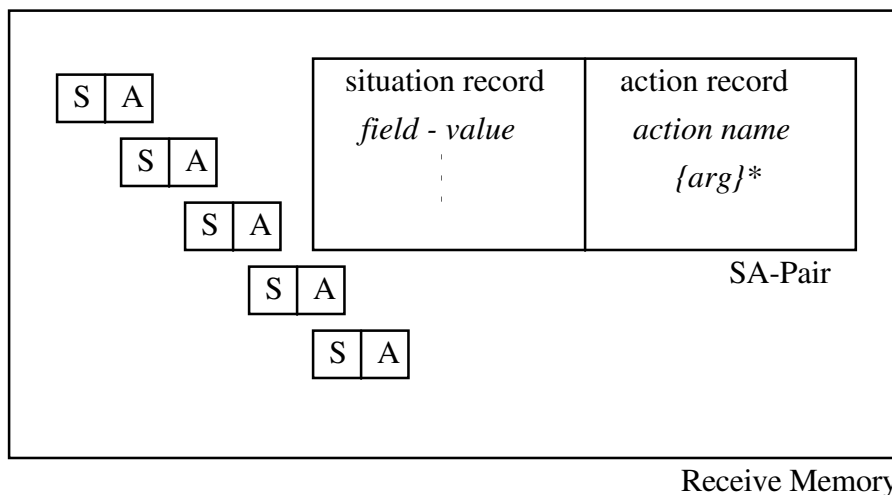 situation record action record
field - value action name
{arg}*
S A
S A
S A
S A
S A
SA-Pair
Receive Memory